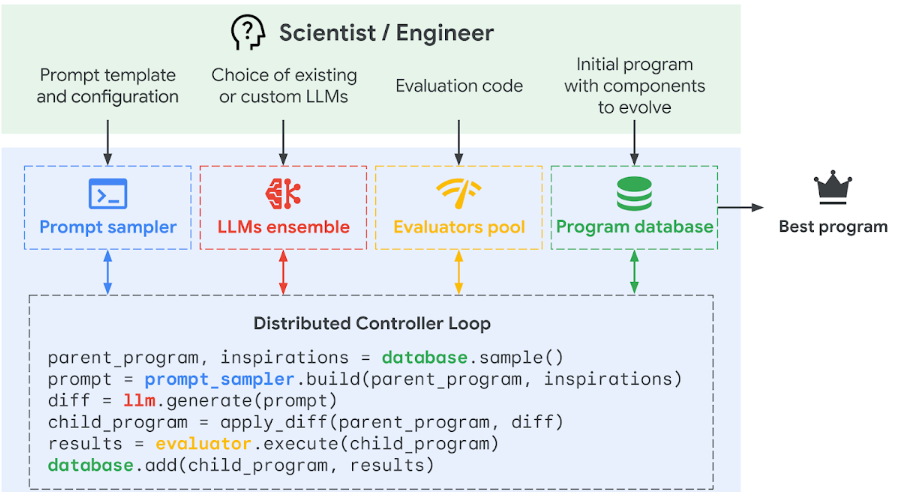 Scientist / Engineer
Prompt template
and configuration
Choice of existing
or custom LLMs
Evaluation code
Initial program
with components
to evolve
Prompt sampler
LLMs ensemble
Evaluators pool
Program database
Best program
Distributed Controller Loop
parent_program, inspirations = database.sample()
prompt = prompt_sampler.build(parent_program, inspirations)
diff = llm.generate(prompt)
child_program = apply_diff(parent_program, diff)
results = evaluator.execute(child_program)
database.add(child_program, results)